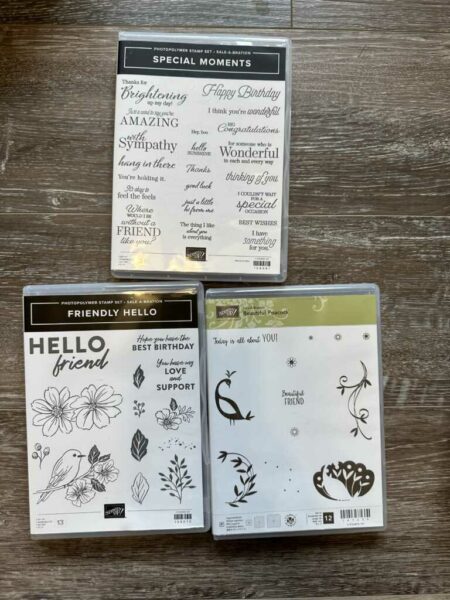 PHOTOPOLYMER STAMP SET • SALE-A-BRATION
SPECIAL MOMENTS
Thanks for
Brightening
up my day!
Just a card to say you're
AMAZING
with
Sympathy
hang in there
You're holding it.
It's okay to
feel the feels
Where
WOULD I BE
without a
FRIEND
like you?
Hey, boo
hello
SUNSHINE
Thanks
good luck
just a little
hi from me
The thing I like
about you
is everything
Happy Birthday
I think you're wonderful
BIG
Congratulations
for someone who is
Wonderful
in each and every way
thinking of you
I COULDN'T WAIT
FOR A
special
OCCASION
BEST WISHES
I have
something
for you.
PHOTOPOLYMER STAMP SET • SALE-A-BRATION
FRIENDLY HELLO
HELLO
friend
Hope you have the
BEST BIRTHDAY
You have my
LOVE
and
SUPPORT
13
Beautiful Peacock
Today is all about YOU!
Beautiful
FRIEND
12